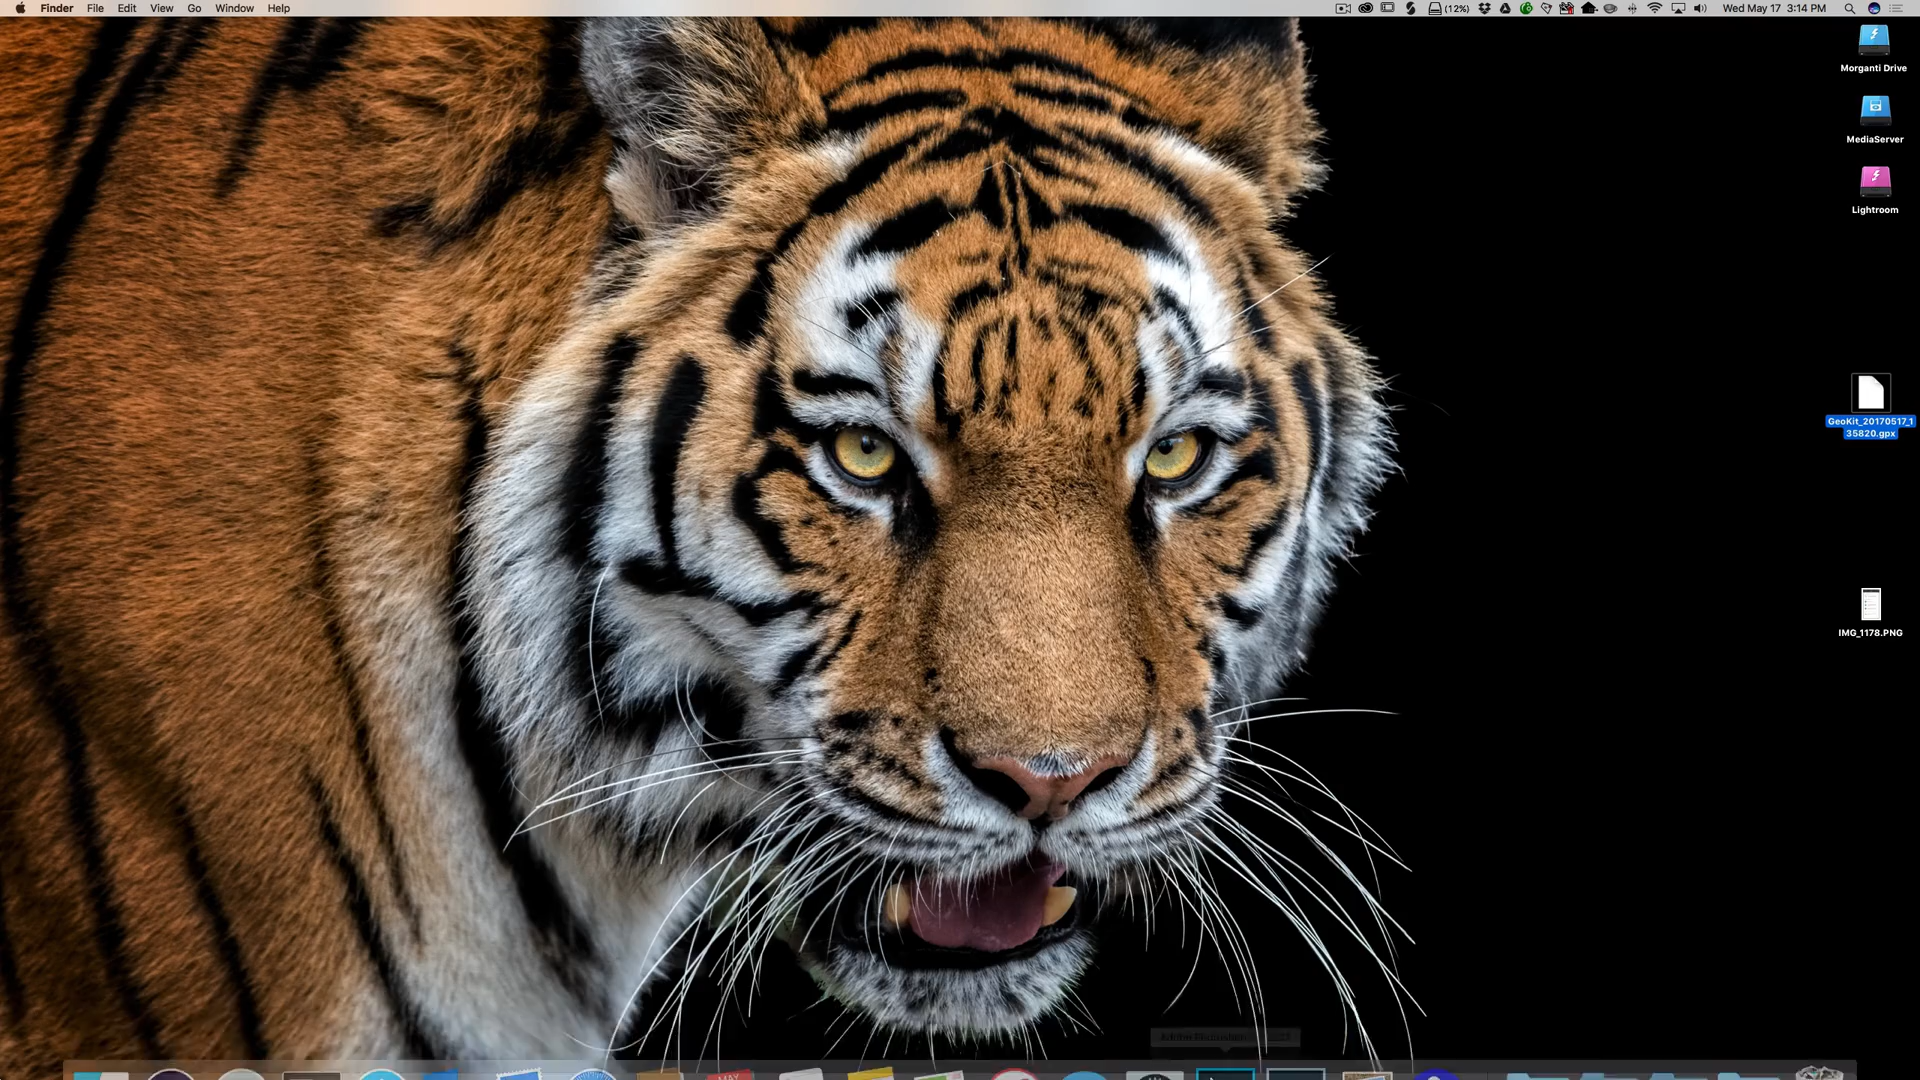 Finder File Edit View Go Window Help
(12%) Wed May 17 3:14 PM
Morganti Drive
MediaServer
Lightroom
GeoKit_20170517_1
35820.gpx
IMG_1178.PNG
MAY